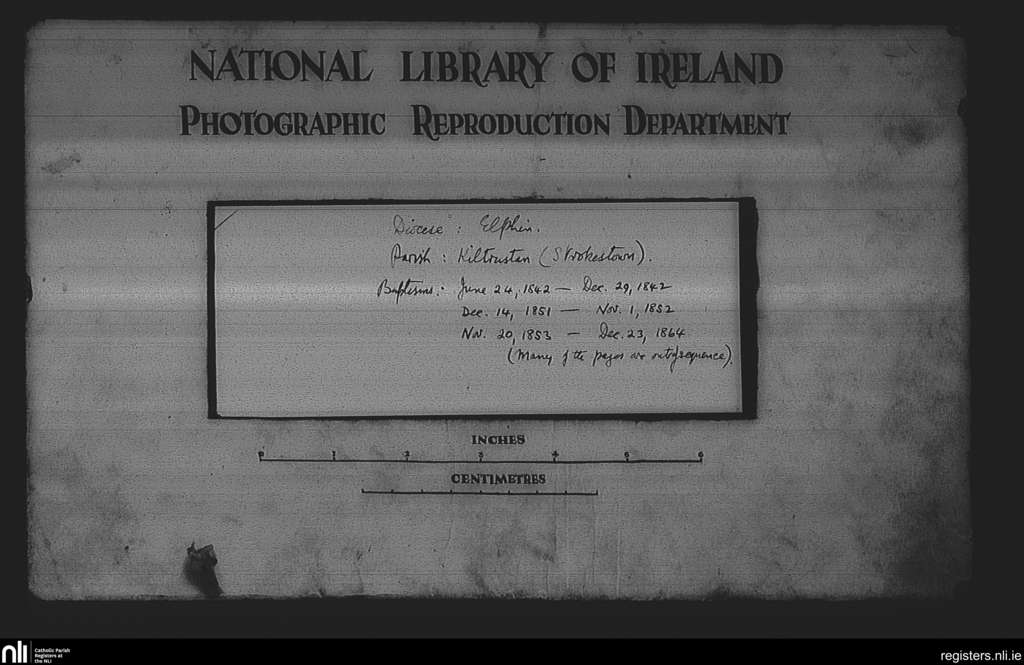 NATIONAL LIBRARY OF IRELAND
PHOTOGRAPHIC REPRODUCTION DEPARTMENT
Diocese : Elphin.
Parish : Kiltrustan (Strokestown).
Baptisms: June 24, 1842 — Dec. 29, 1842
Dec. 14, 1851 — Nov. 1, 1852
Nov. 20, 1853 — Dec. 23, 1864
(Many of the pages are out of sequence).
INCHES
0 1 2 3 4 5 6
CENTIMETRES
nli Catholic Parish Registers at the NLI
registers.nli.ie